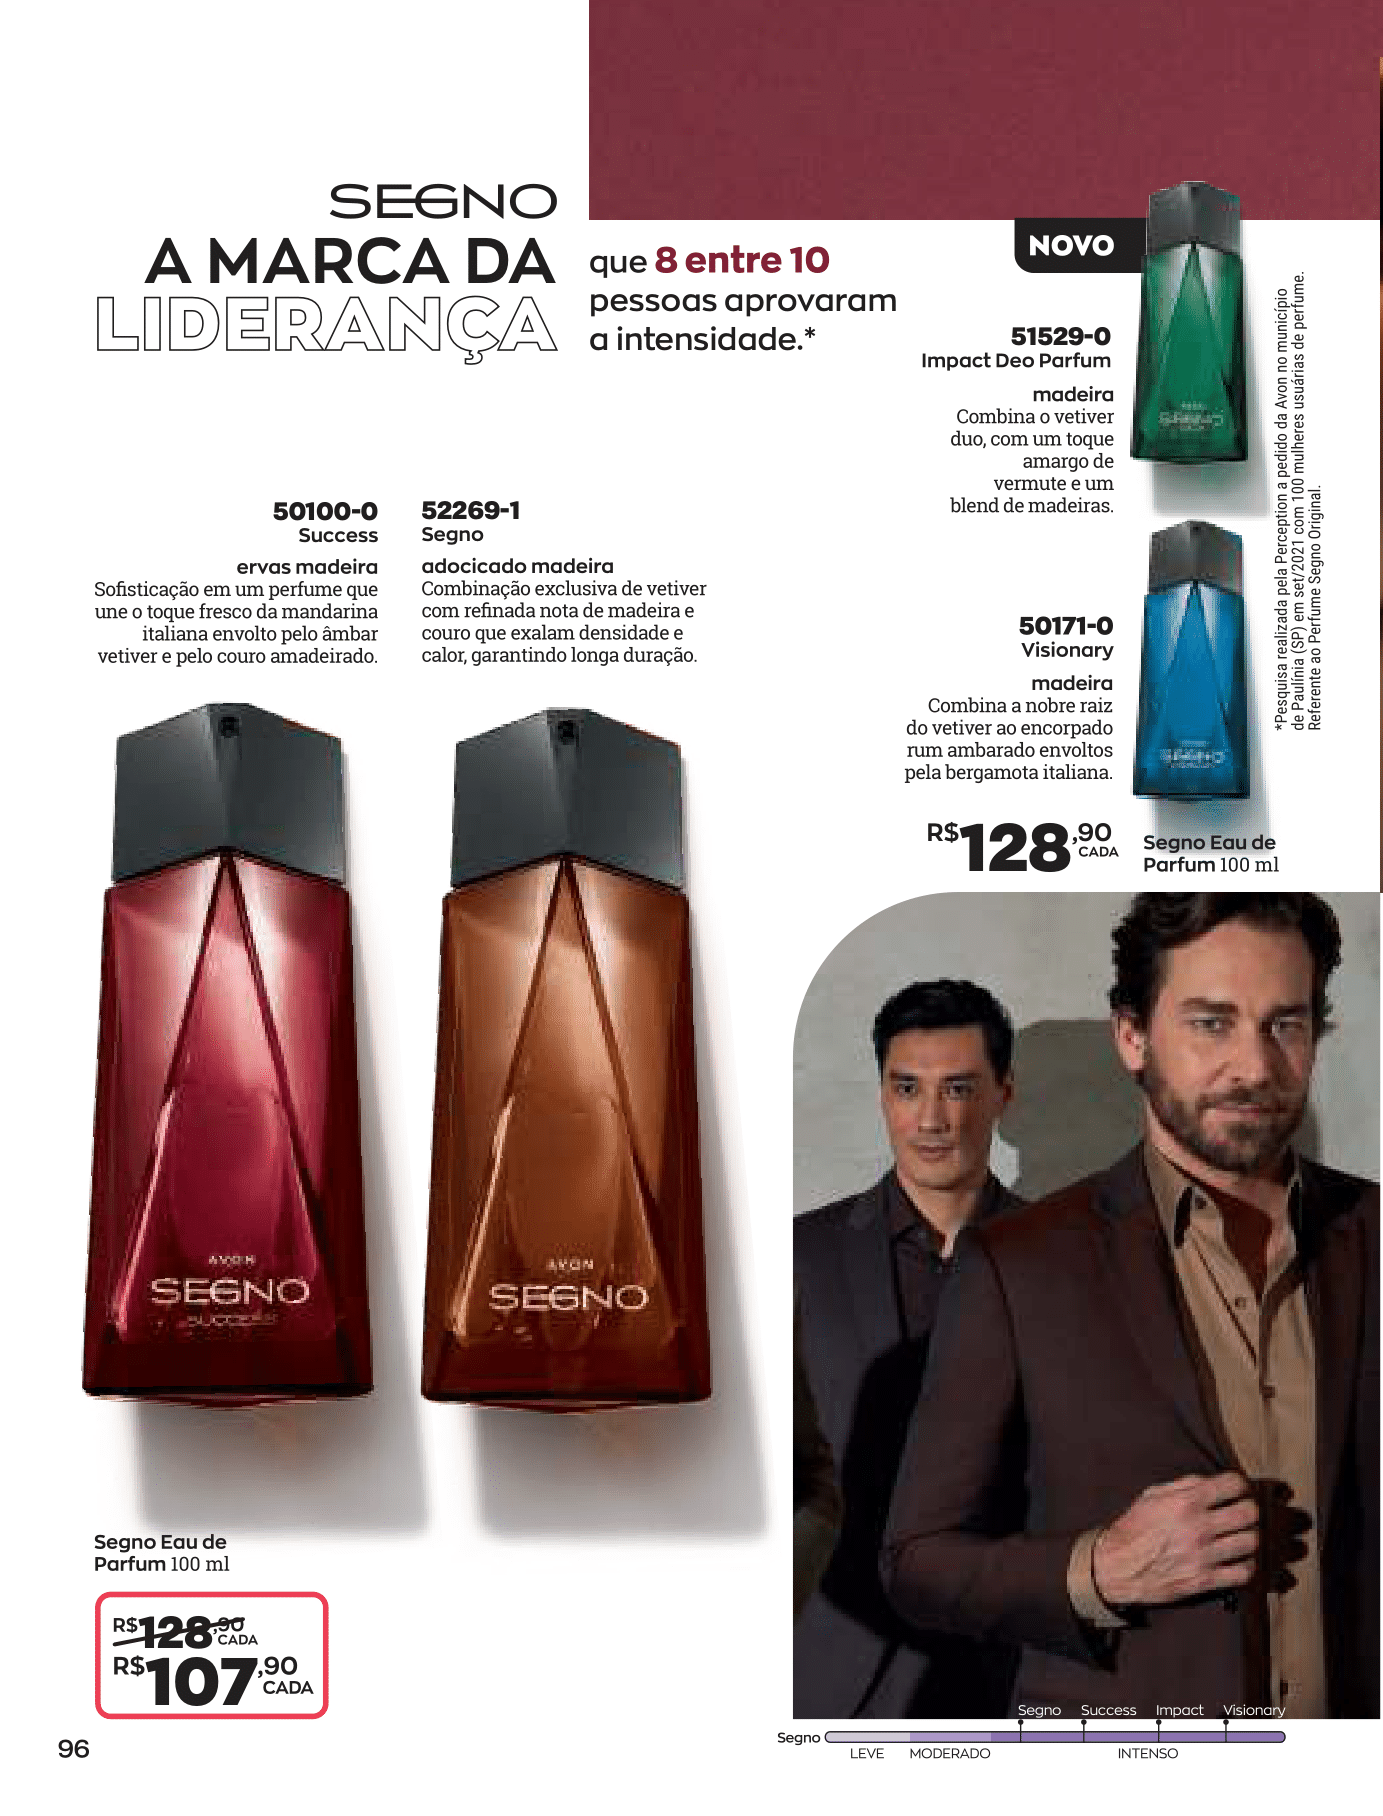 SEGNO
A MARCA DA
LIDERANÇA
que 8 entre 10
pessoas aprovaram
a intensidade.*
NOVO
51529-0
Impact Deo Parfum
madeira
Combina o vetiver
duo, com um toque
amargo de
vermute e um
blend de madeiras.
50100-0
Success
ervas madeira
Sofisticação em um perfume que
une o toque fresco da mandarina
italiana envolto pelo âmbar
vetiver e pelo couro amadeirado.
52269-1
Segno
adocicado madeira
Combinação exclusiva de vetiver
com refinada nota de madeira e
couro que exalam densidade e
calor, garantindo longa duração.
50171-0
Visionary
madeira
Combina a nobre raiz
do vetiver ao encorpado
rum ambarado envoltos
pela bergamota italiana.
R$128,90
CADA
Segno Eau de
Parfum 100 ml
*Pesquisa realizada pela Perception a pedido da Avon no município
de Paulínia (SP) em set/2021 com 100 mulheres usuárias de perfume.
Referente ao Perfume Segno Original.
AVON
SEGNO
SUCCESS
AVON
SEGNO
Segno Eau de
Parfum 100 ml
R$128,90
CADA
R$107,90
CADA
Segno Success Impact Visionary
Segno
LEVE MODERADO INTENSO
96